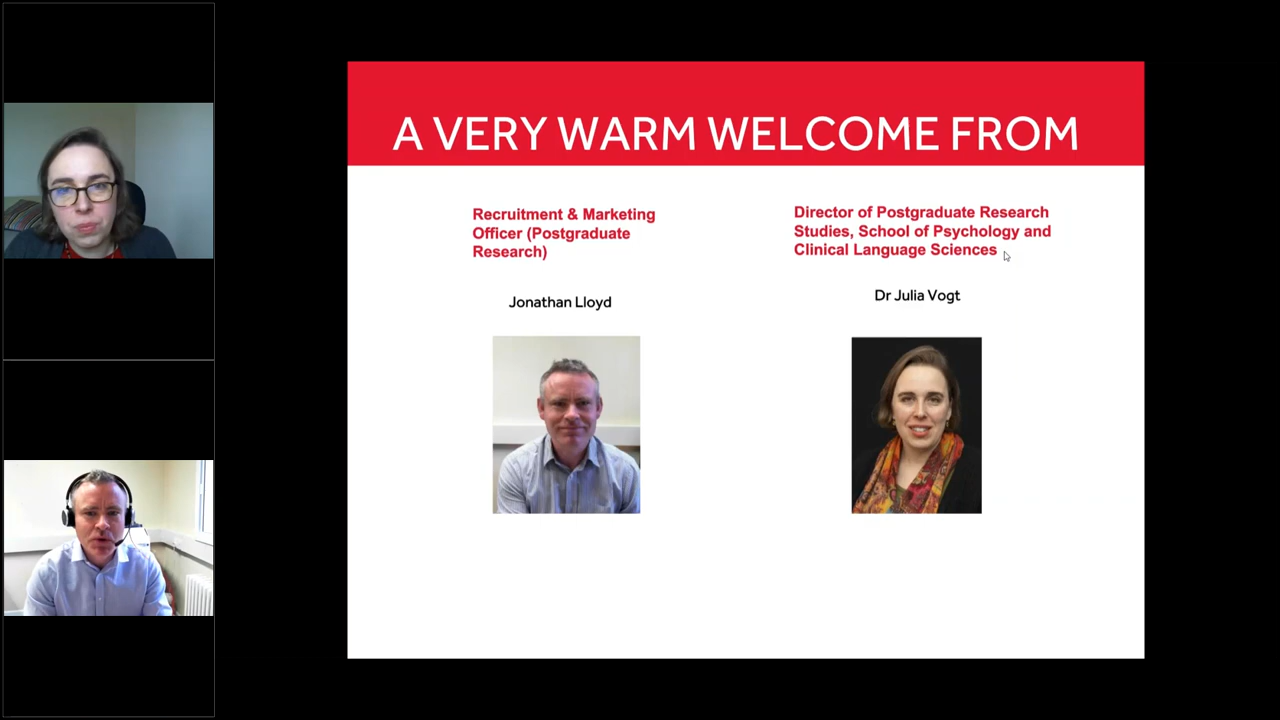 A VERY WARM WELCOME FROM
Recruitment & Marketing
Officer (Postgraduate
Research)
Jonathan Lloyd
Director of Postgraduate Research
Studies, School of Psychology and
Clinical Language Sciences
Dr Julia Vogt